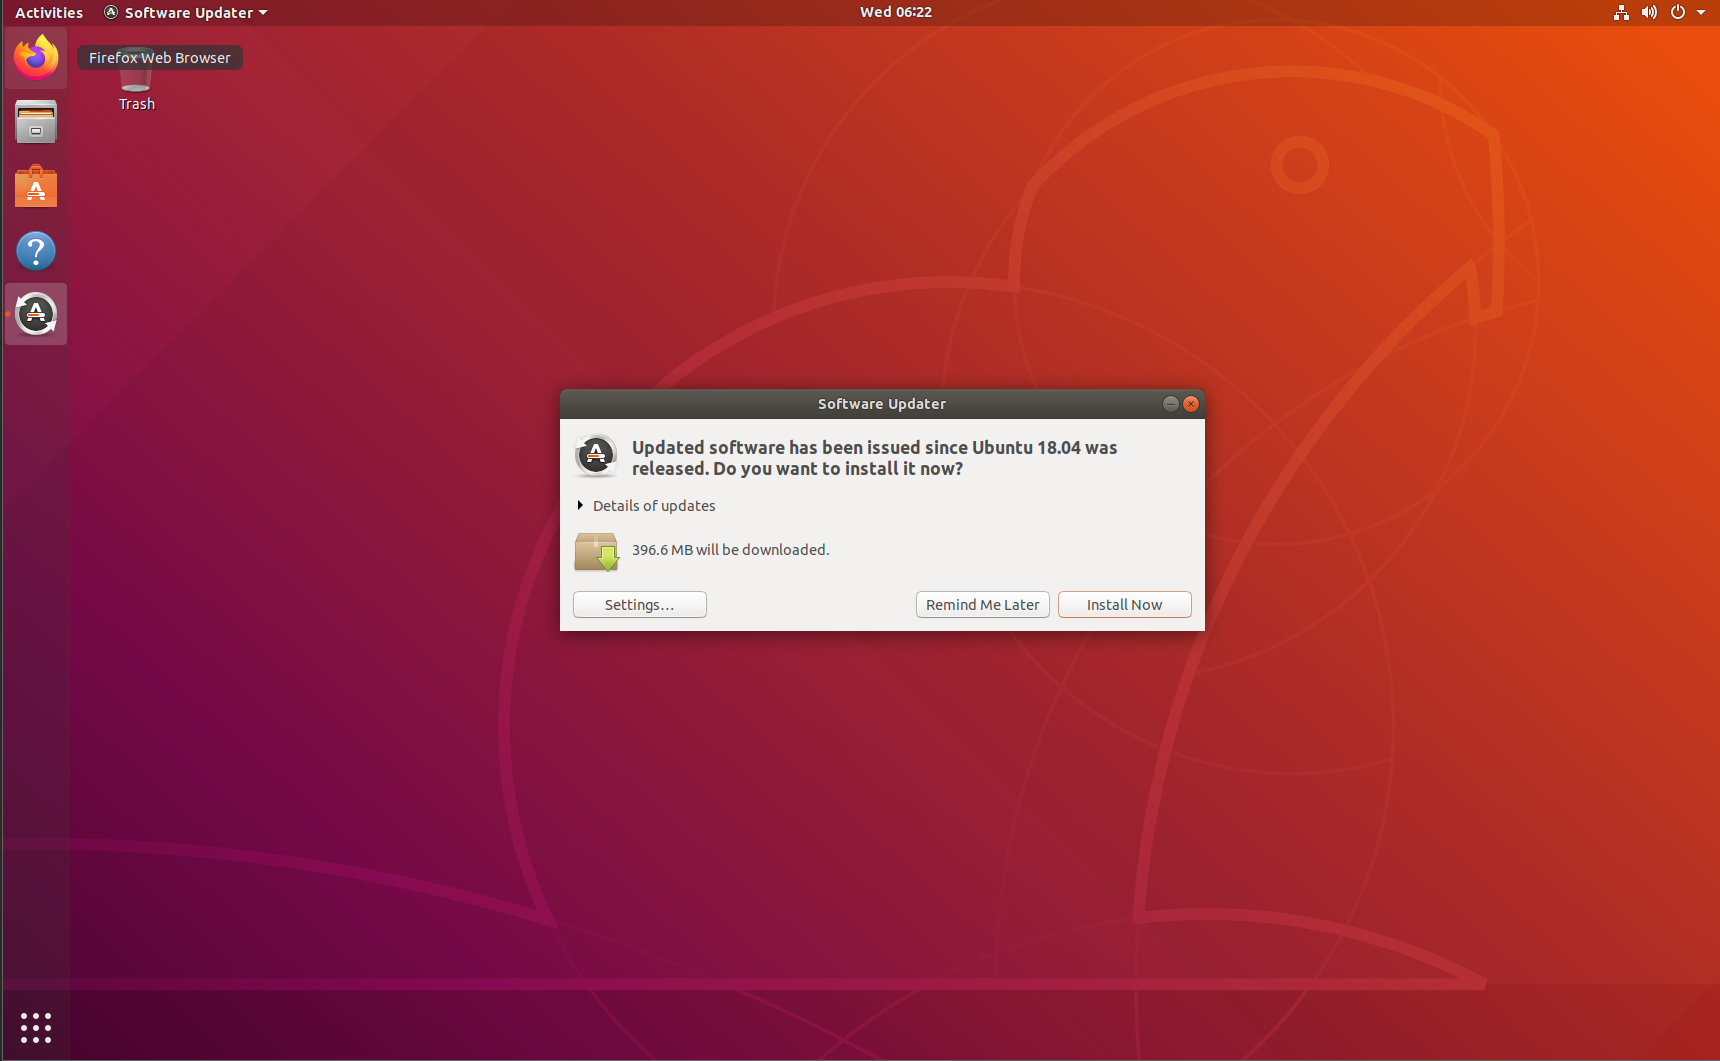 Activities
Software Updater
Wed 06:22
Firefox Web Browser
Trash
Software Updater
Updated software has been issued since Ubuntu 18.04 was
released. Do you want to install it now?
Details of updates
396.6 MB will be downloaded.
Settings…
Remind Me Later
Install Now